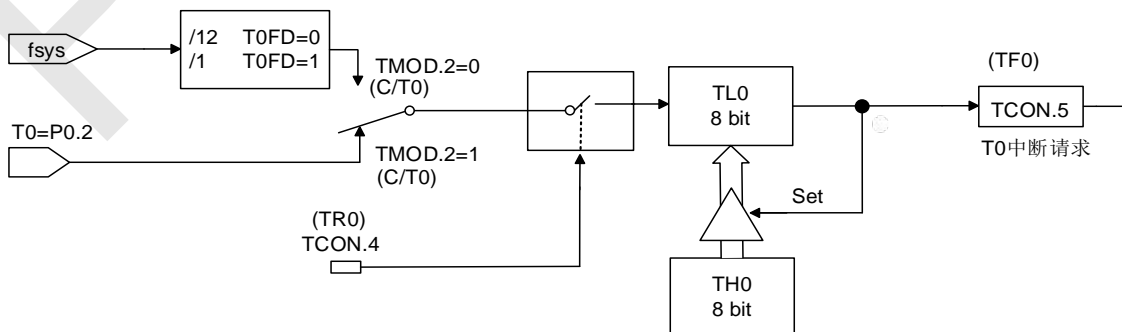 fsys
/12 T0FD=0
/1 T0FD=1
TMOD.2=0
(C/T0)
T0=P0.2
TMOD.2=1
(C/T0)
(TR0)
TCON.4
TL0
8 bit
Set
TH0
8 bit
(TF0)
TCON.5
T0中断请求